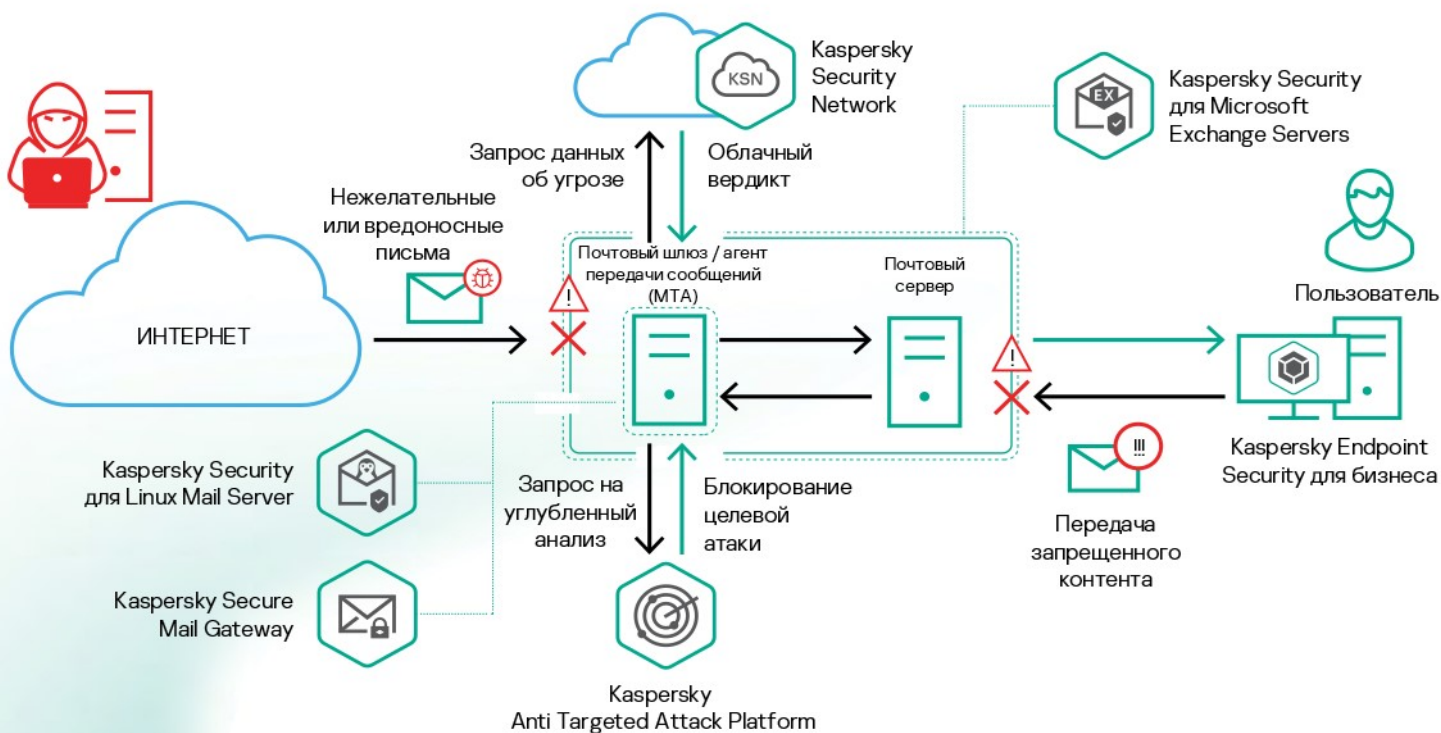 KSN
Kaspersky
Security
Network
EX
Kaspersky Security
для Microsoft
Exchange Servers
Запрос данных
об угрозе
Облачный
вердикт
Нежелательные
или вредоносные
письма
Почтовый шлюз / агент
передачи сообщений
(MTA)
Почтовый
сервер
Пользователь
ИНТЕРНЕТ
!
!
!!!
Kaspersky Endpoint
Security для бизнеса
Kaspersky Security
для Linux Mail Server
Запрос на
углубленный
анализ
Блокирование
целевой
атаки
Передача
запрещенного
контента
Kaspersky Secure
Mail Gateway
Kaspersky
Anti Targeted Attack Platform